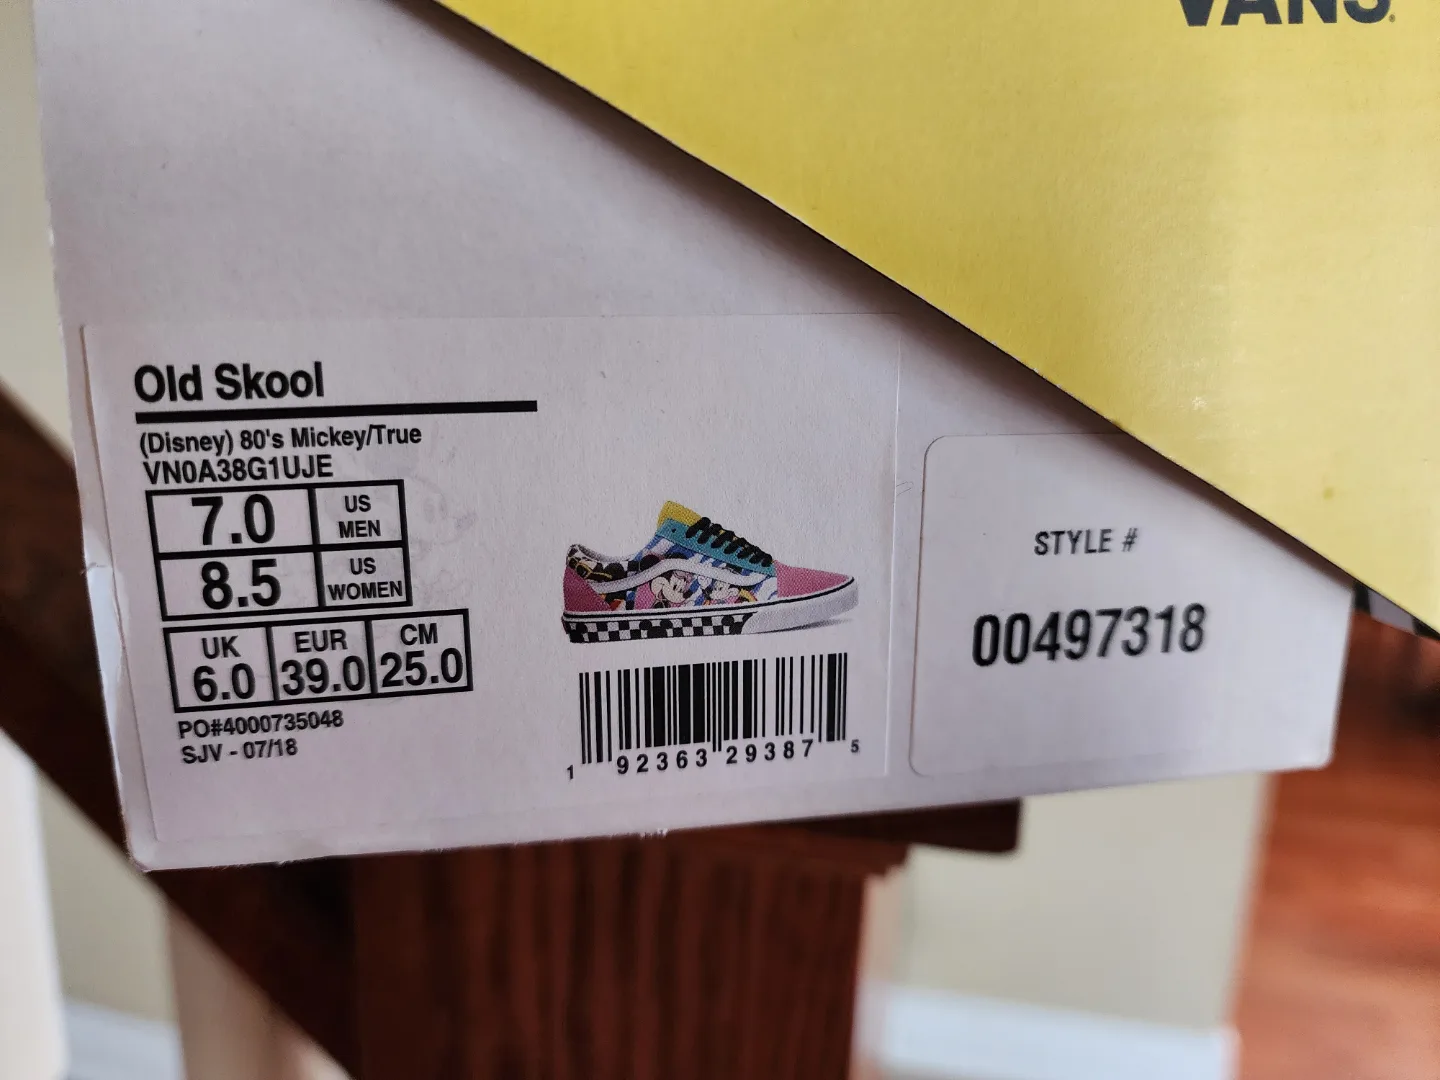 VANS
Old Skool
(Disney) 80's Mickey/True
VN0A38G1UJE
7.0 US MEN
8.5 US WOMEN
UK EUR CM
6.0 39.0 25.0
PO#4000735048
SJV - 07/18
1 92363 29387 5
STYLE #
00497318